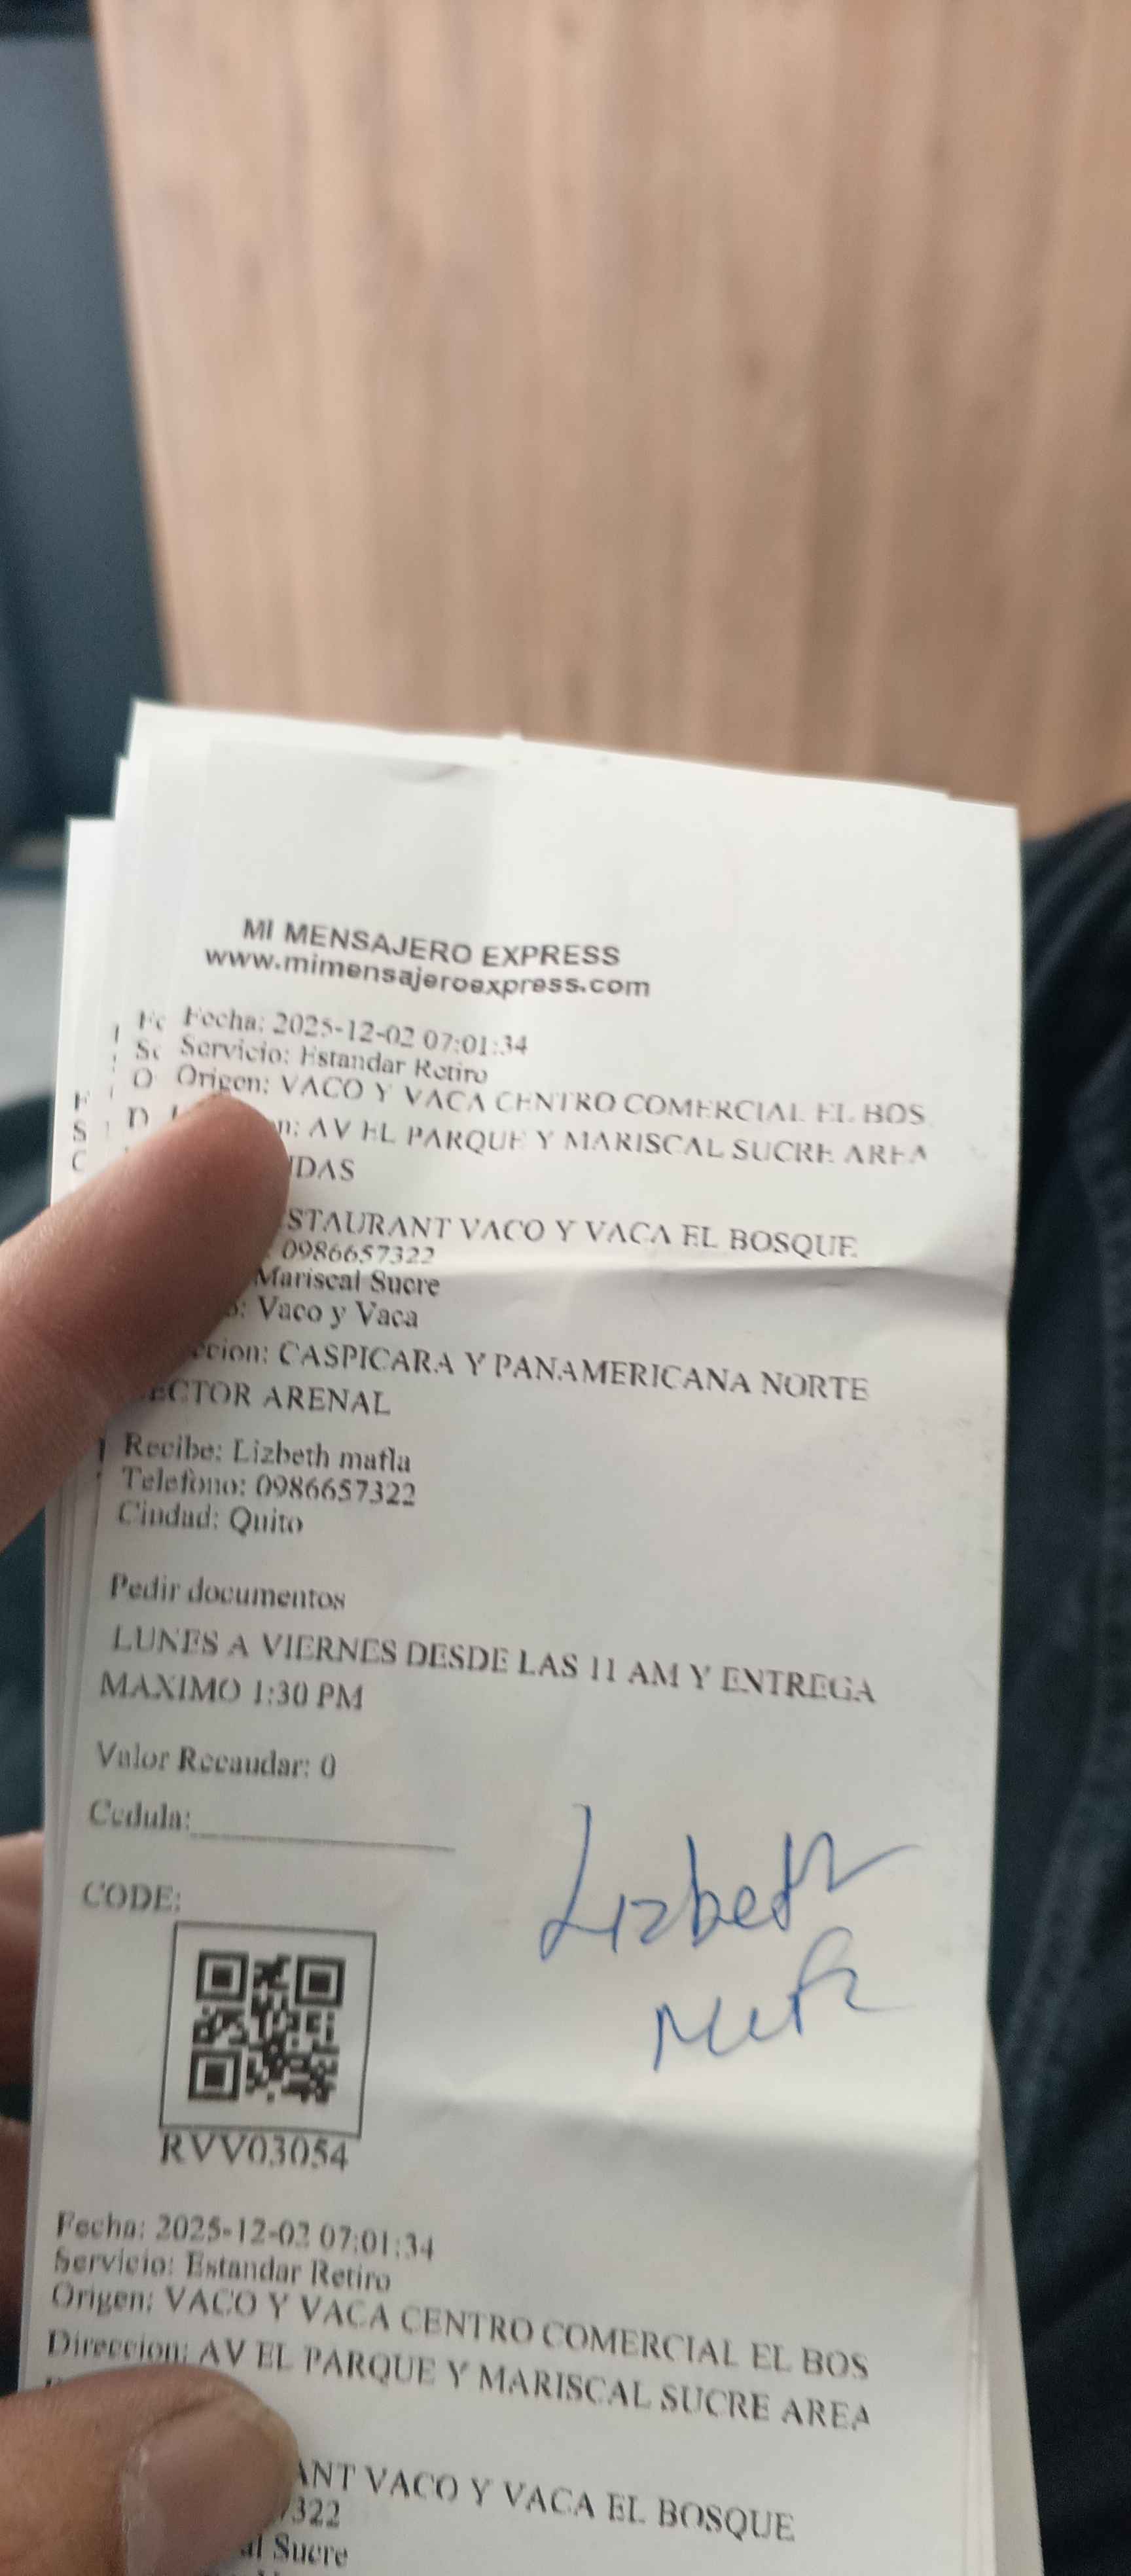 MI MENSAJERO EXPRESS
www.mimensajeroexpress.com
Fecha: 2025-12-02 07:01:34
Servicio: Estandar Retiro
Origen: VACO Y VACA CENTRO COMERCIAL EL BOS
AV EL PARQUE Y MARISCAL SUCRE AREA
IDAS
STAURANT VACO Y VACA EL BOSQUE
: 0986657322
Mariscal Sucre
: Vaco y Vaca
ccion: CASPICARA Y PANAMERICANA NORTE
ECTOR ARENAL
Recibe: Lizbeth mafla
Telefono: 0986657322
Ciudad: Quito
Pedir documentos
LUNES A VIERNES DESDE LAS 11 AM Y ENTREGA
MAXIMO 1:30 PM
Valor Recaudar: 0
Cedula:
Lizbeth
CODE:
RVV03054
Fecha: 2025-12-02 07:01:34
Servicio: Estandar Retiro
Origen: VACO Y VACA CENTRO COMERCIAL EL BOS
Direccion: AV EL PARQUE Y MARISCAL SUCRE AREA
ANT VACO Y VACA EL BOSQUE
7322
al Sucre